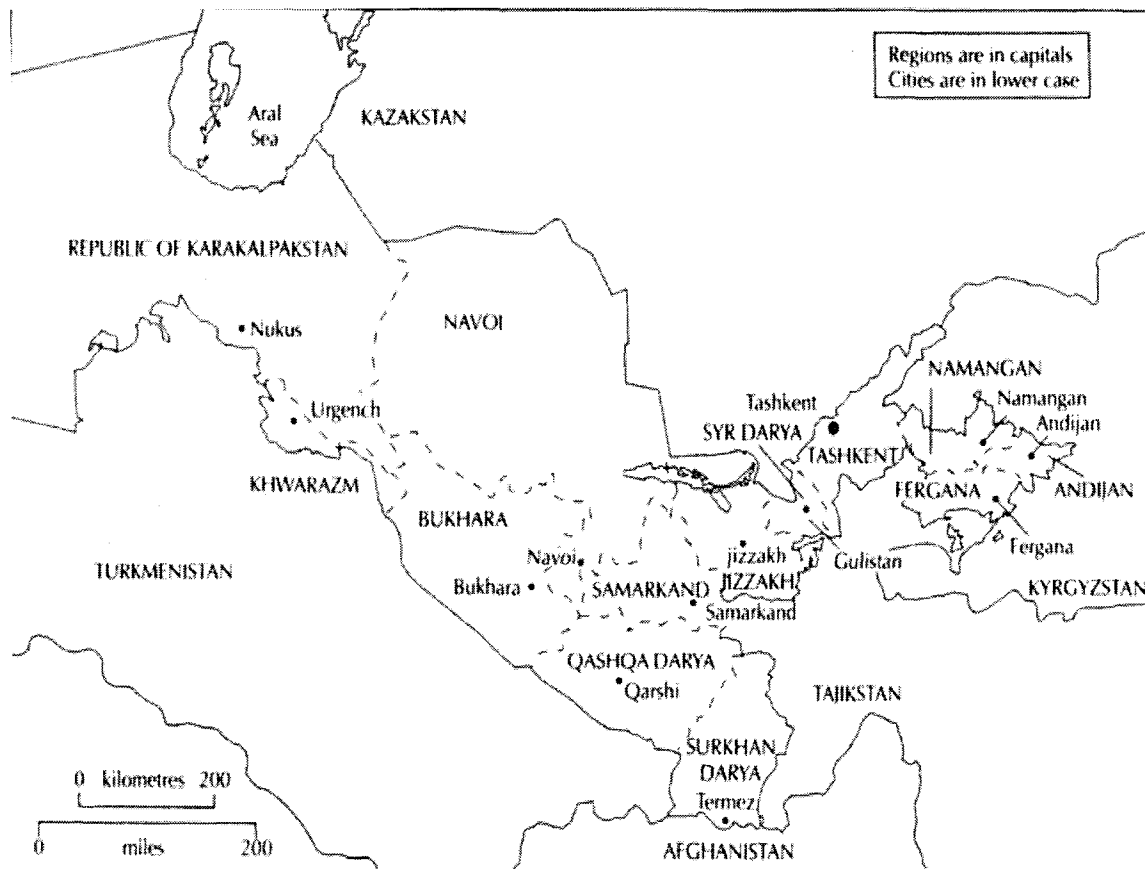 Regions are in capitals
Cities are in lower case
Aral
Sea
KAZAKSTAN
REPUBLIC OF KARAKALPAKSTAN
NAVOI
Nukus
NAMANGAN
Namangan
Andijan
Tashkent
SYR DARYA
Urgench
TASHKENT
KHWARAZM
FERGANA
ANDIJAN
BUKHARA
Fergana
Navoi
jizzakh
Gulistan
TURKMENISTAN
Bukhara
SAMARKAND
JIZZAKH
KYRGYZSTAN
Samarkand
QASHQA DARYA
Qarshi
TAJIKSTAN
SURKHAN
DARYA
0 kilometres 200
Termez
0 miles 200
AFGHANISTAN